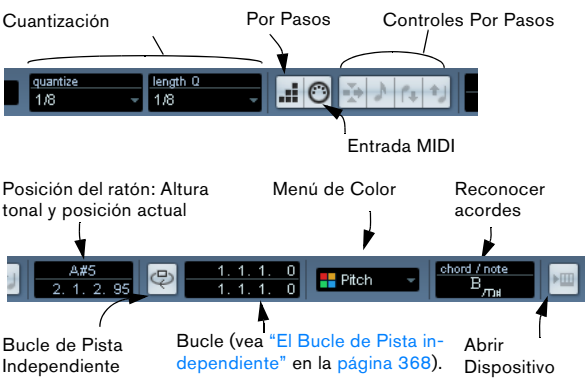 Cuantización
Por Pasos
Controles Por Pasos
quantize
length Q
1/8
1/8
Entrada MIDI
Posición del ratón: Altura
tonal y posición actual
Menú de Color
Reconocer
acordes
A#5
2. 1. 2. 95
1. 1. 1. 0
1. 1. 1. 0
Pitch
chord / note
B
Bucle de Pista
Independiente
Bucle (vea “El Bucle de Pista in-
dependiente” en la página 368).
Abrir
Dispositivo